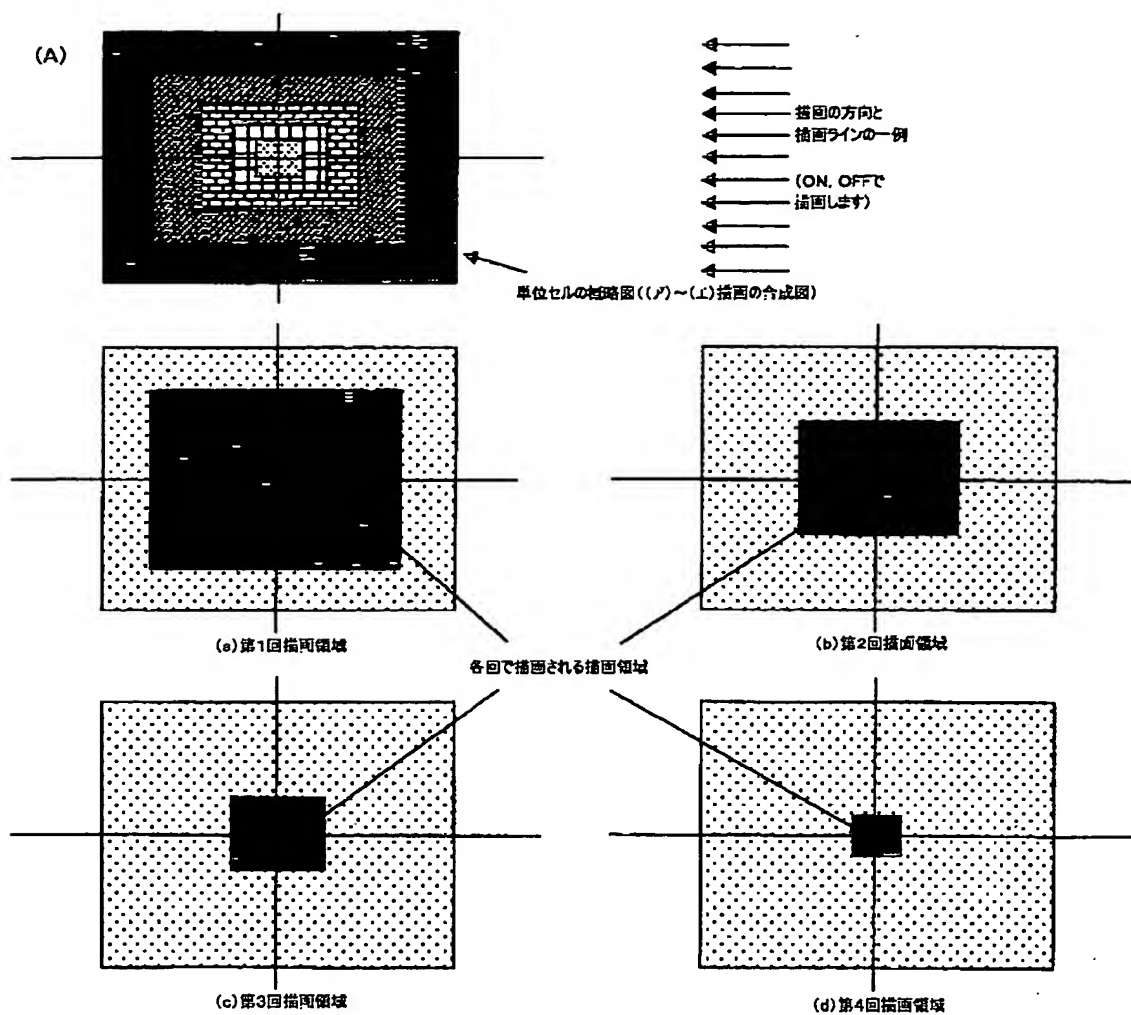 (A)
描画の方向と
描画ラインの一例
(ON, OFFで
描画します)
単位セルの概略図((ア)~(エ)描画の合成図)
(a)第1回描画領域
(b)第2回描画領域
各回で描画される描画領域
(c)第3回描画領域
(d)第4回描画領域